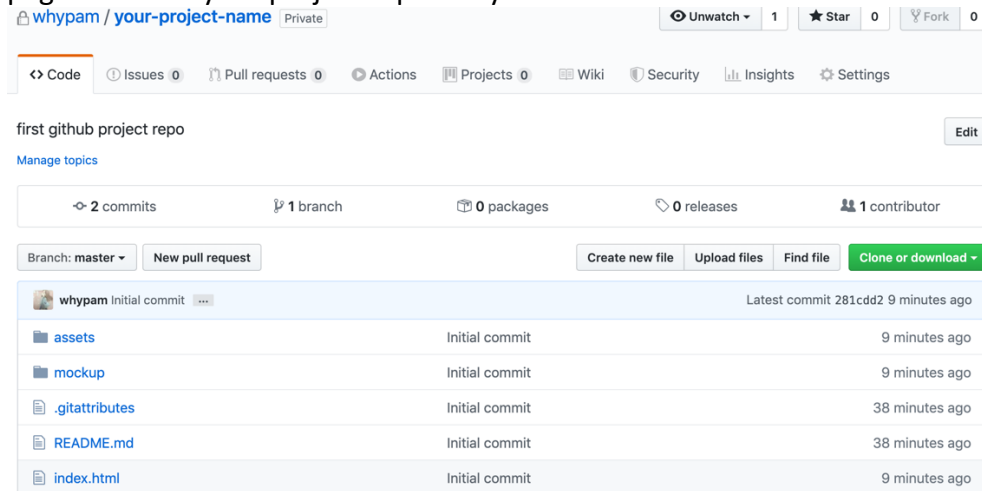 whypam / your-project-name Private Unwatch 1 Star 0 Fork 0
Code Issues 0 Pull requests 0 Actions Projects 0 Wiki Security Insights Settings
first github project repo Edit
Manage topics
2 commits 1 branch 0 packages 0 releases 1 contributor
Branch: master New pull request Create new file Upload files Find file Clone or download
whypam Initial commit ... Latest commit 281cdd2 9 minutes ago
assets Initial commit 9 minutes ago
mockup Initial commit 9 minutes ago
.gitattributes Initial commit 38 minutes ago
README.md Initial commit 38 minutes ago
index.html Initial commit 9 minutes ago